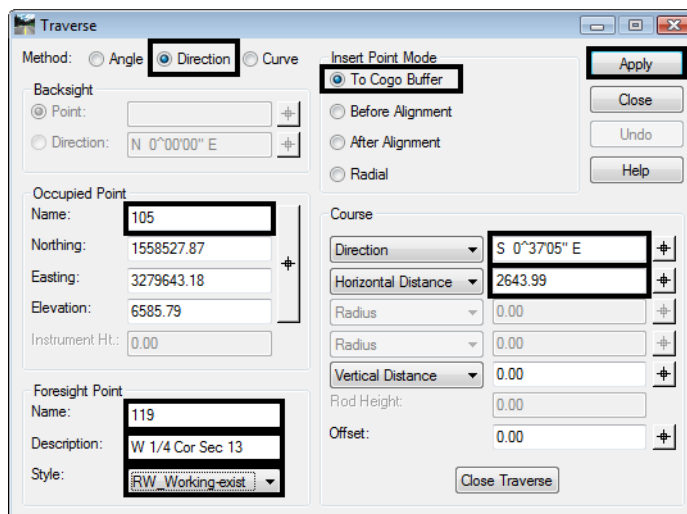 Traverse
Method: Angle Direction Curve
Backsight
Point:
Direction: N 0^00'00" E
Occupied Point
Name: 105
Northing: 1558527.87
Easting: 3279643.18
Elevation: 6585.79
Instrument Ht.: 0.00
Foresight Point
Name: 119
Description: W 1/4 Cor Sec 13
Style: RW_Working-exist
Insert Point Mode
To Cogo Buffer
Before Alignment
After Alignment
Radial
Apply
Close
Undo
Help
Course
Direction S 0^37'05" E
Horizontal Distance 2643.99
Radius 0.00
Radius 0.00
Vertical Distance 0.00
Rod Height: 0.00
Offset: 0.00
Close Traverse